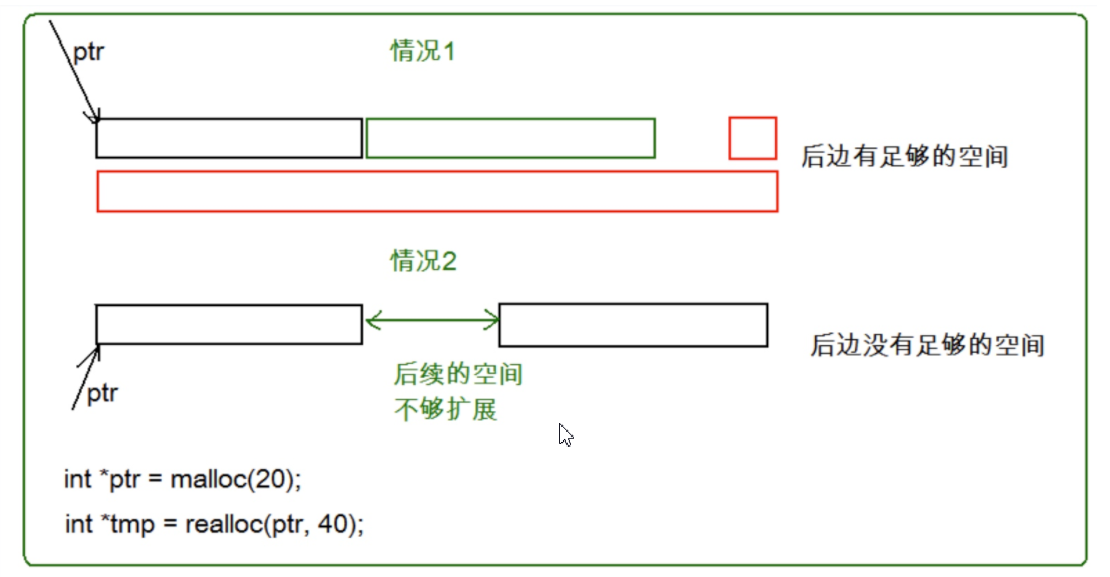 ptr
情况1
后边有足够的空间
情况2
后边没有足够的空间
后续的空间
不够扩展
ptr
int *ptr = malloc(20);
int *tmp = realloc(ptr, 40);